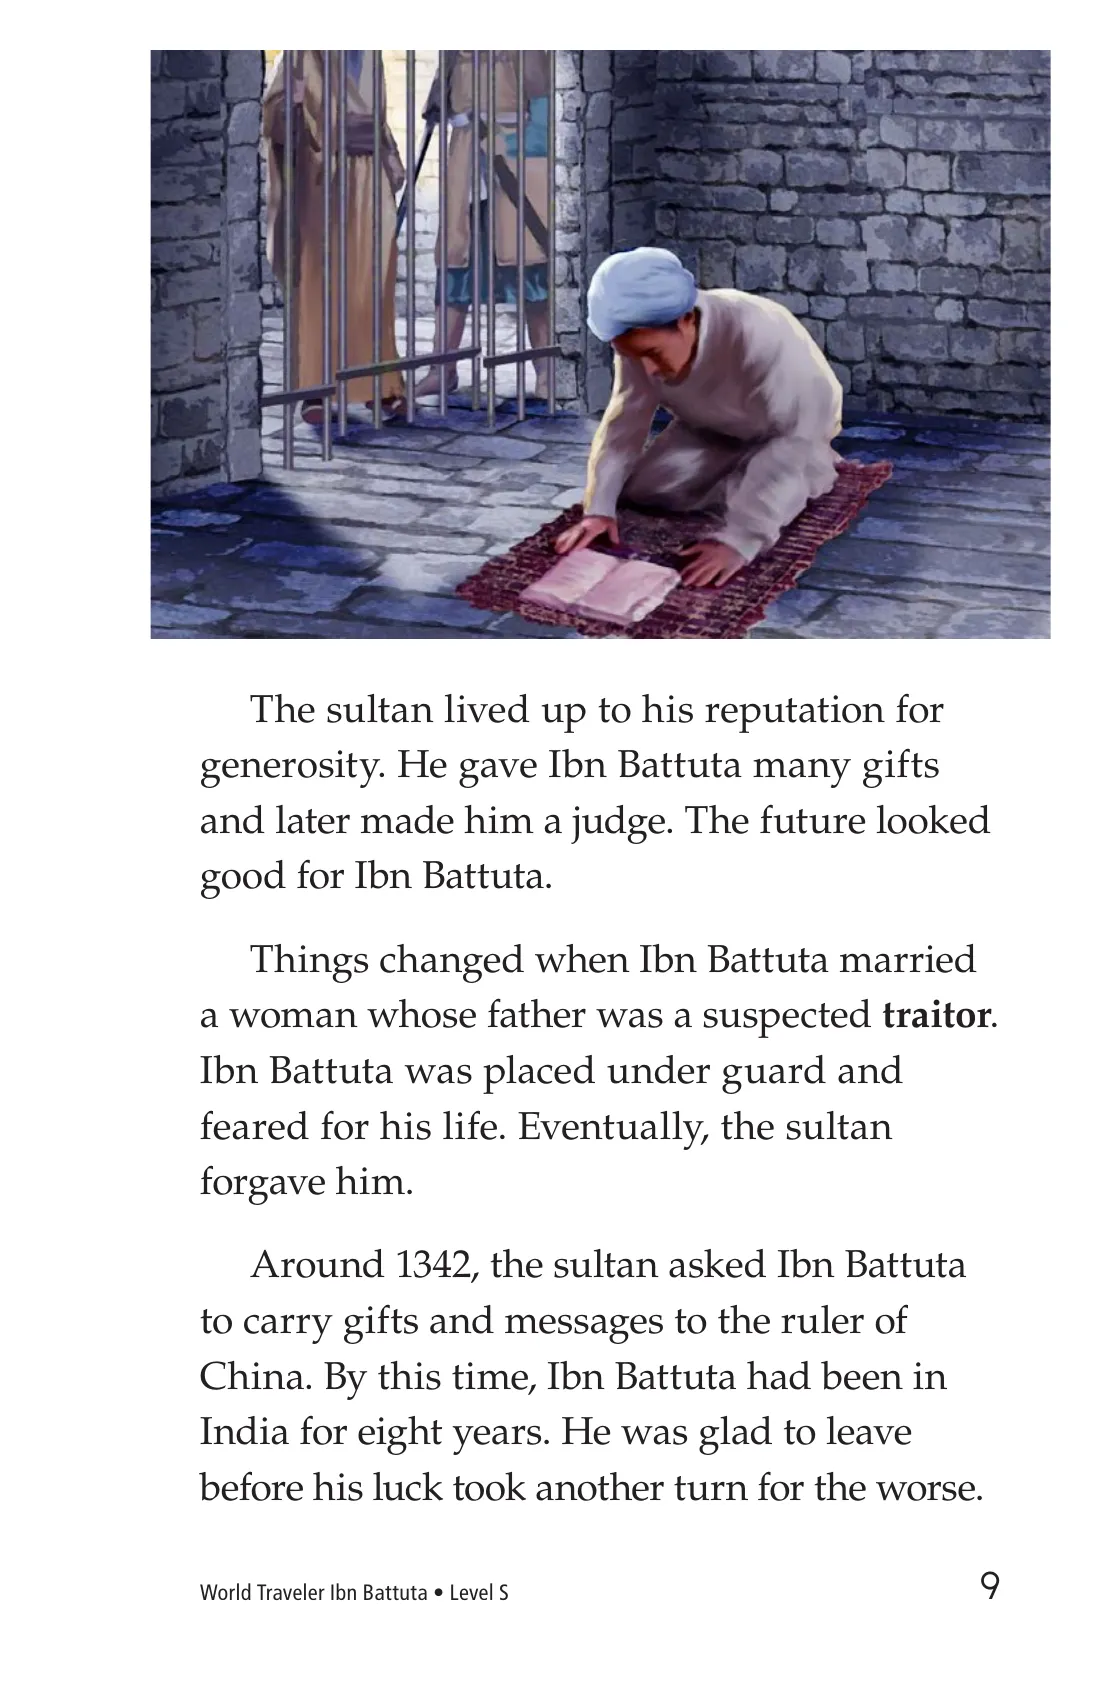 The sultan lived up to his reputation for
generosity. He gave Ibn Battuta many gifts
and later made him a judge. The future looked
good for Ibn Battuta.
Things changed when Ibn Battuta married
a woman whose father was a suspected traitor.
Ibn Battuta was placed under guard and
feared for his life. Eventually, the sultan
forgave him.
Around 1342, the sultan asked Ibn Battuta
to carry gifts and messages to the ruler of
China. By this time, Ibn Battuta had been in
India for eight years. He was glad to leave
before his luck took another turn for the worse.
World Traveler Ibn Battuta • Level S
9